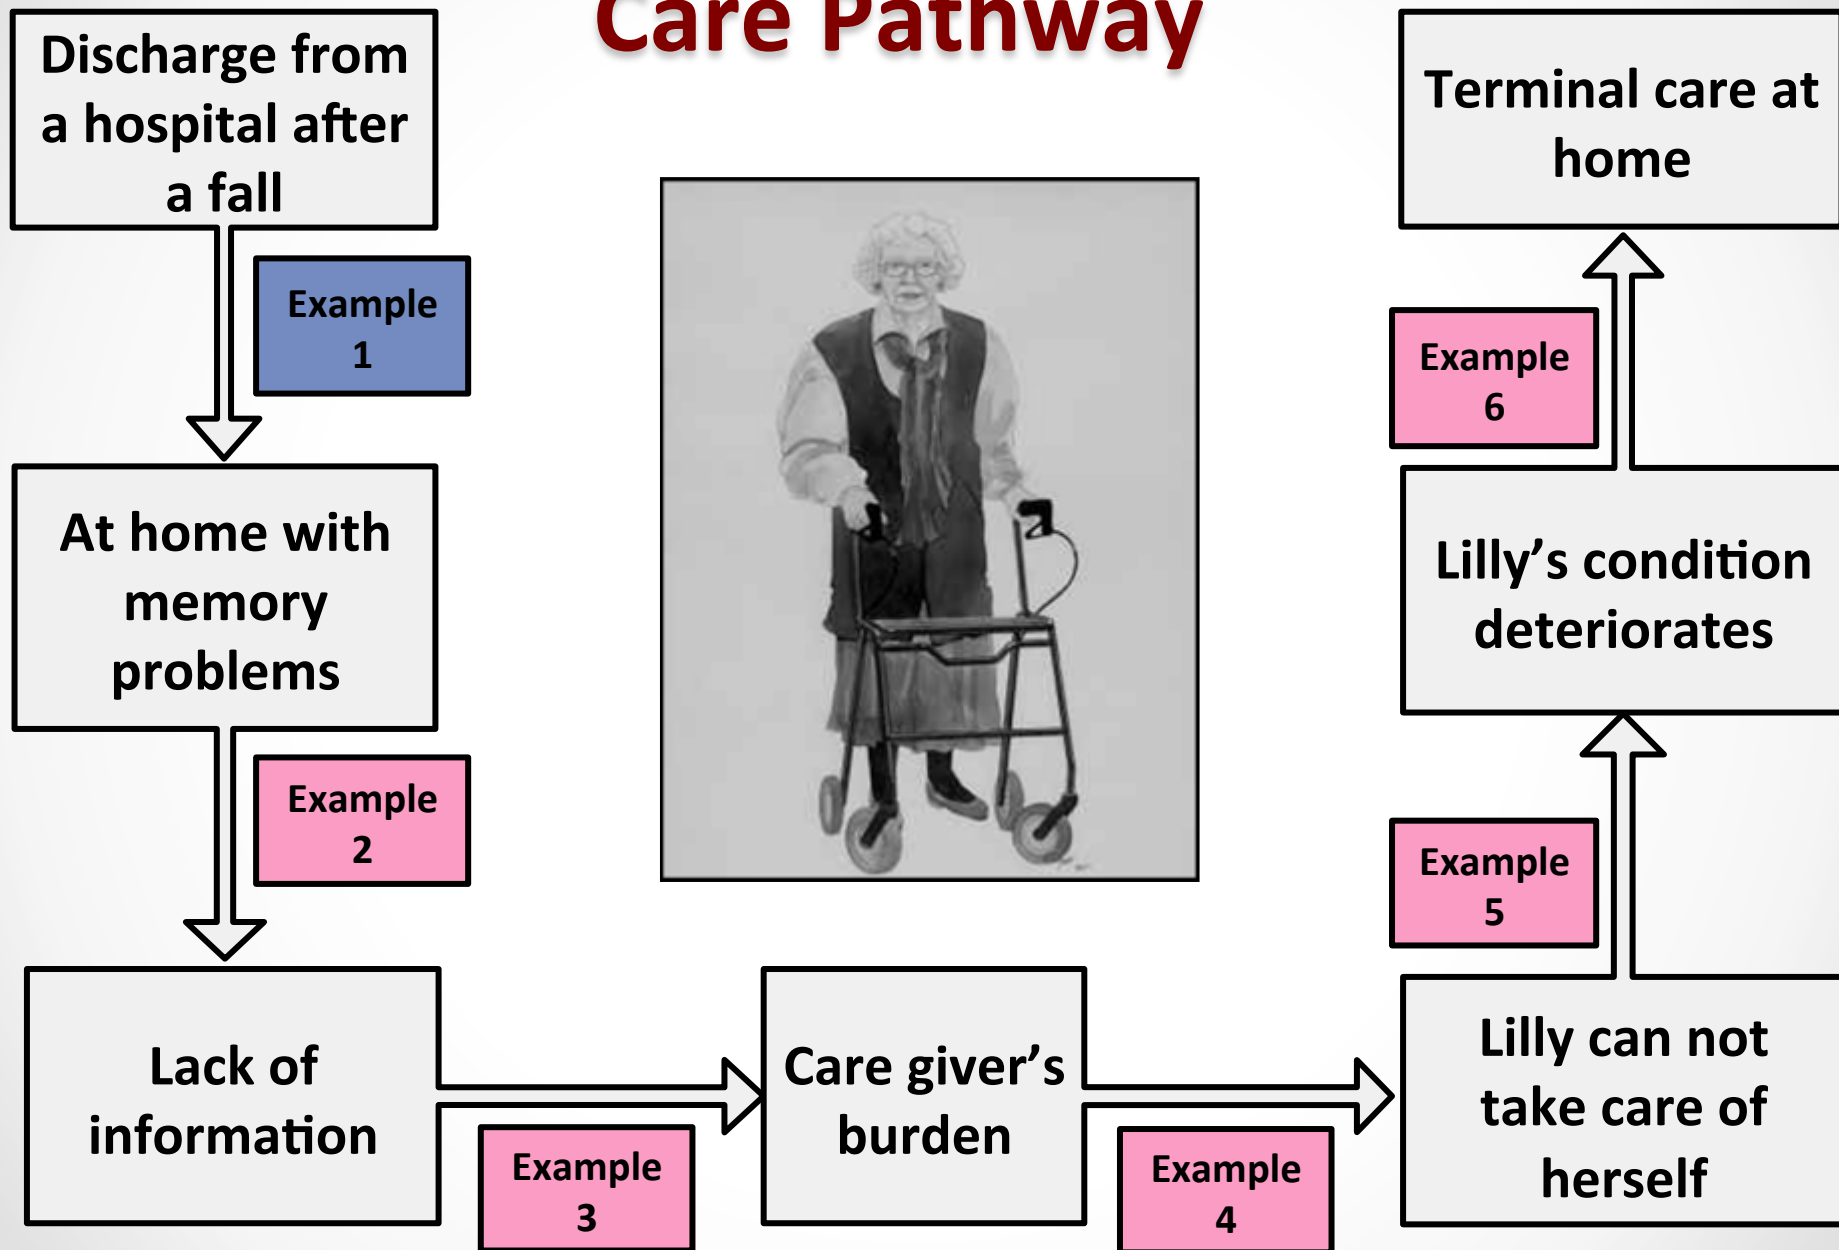 Care Pathway
Discharge from
a hospital after
a fall
Example
1
At home with
memory
problems
Example
2
Lack of
information
Example
3
Care giver’s
burden
Example
4
Lilly can not
take care of
herself
Example
5
Lilly’s condition
deteriorates
Example
6
Terminal care at
home